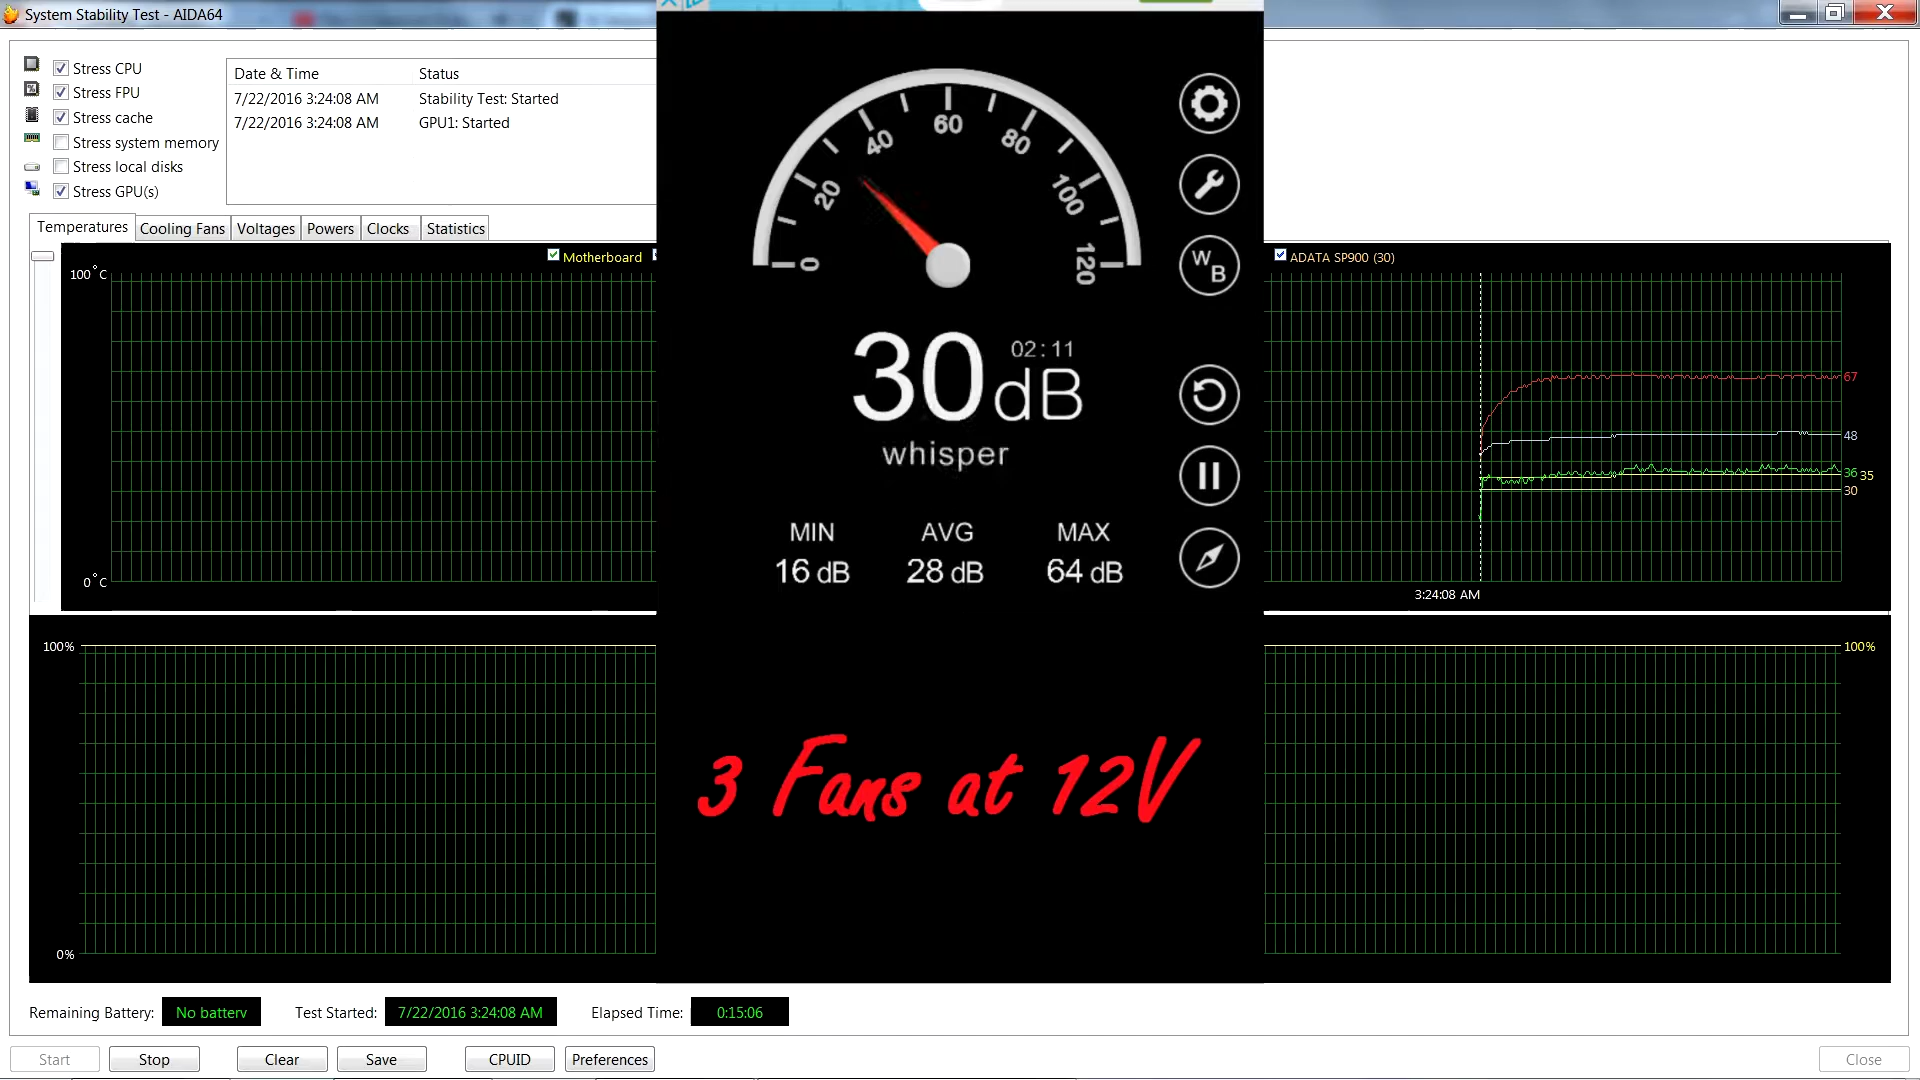 System Stability Test - AIDA64
Stress CPU
Stress FPU
Stress cache
Stress system memory
Stress local disks
Stress GPU(s)
Date & Time Status
7/22/2016 3:24:08 AM Stability Test: Started
7/22/2016 3:24:08 AM GPU1: Started
Temperatures Cooling Fans Voltages Powers Clocks Statistics
Motherboard
ADATA SP900 (30)
100°C
0°C
67
48
36 35
30
3:24:08 AM
0 20 40 60 80 100 120
W B
30 dB
02:11
whisper
MIN AVG MAX
16 dB 28 dB 64 dB
3 Fans at 12V
100% 100%
0%
Remaining Battery: No battery Test Started: 7/22/2016 3:24:08 AM Elapsed Time: 0:15:06
Start Stop Clear Save CPUID Preferences Close